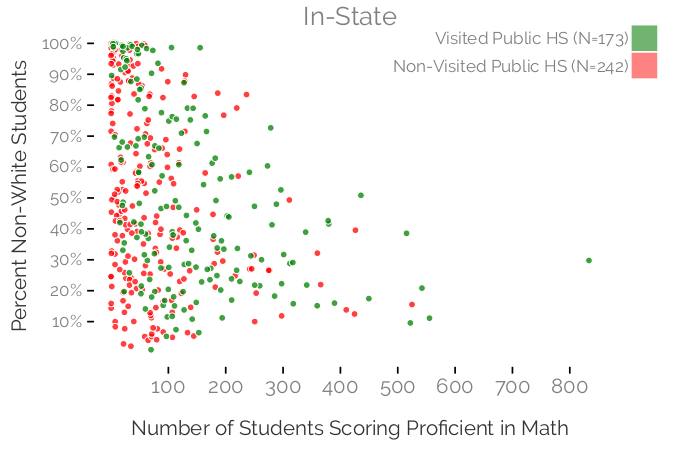 In-State
Visited Public HS (N=173)
Non-Visited Public HS (N=242)
Percent Non-White Students
100%
90%
80%
70%
60%
50%
40%
30%
20%
10%
100 200 300 400 500 600 700 800
Number of Students Scoring Proficient in Math